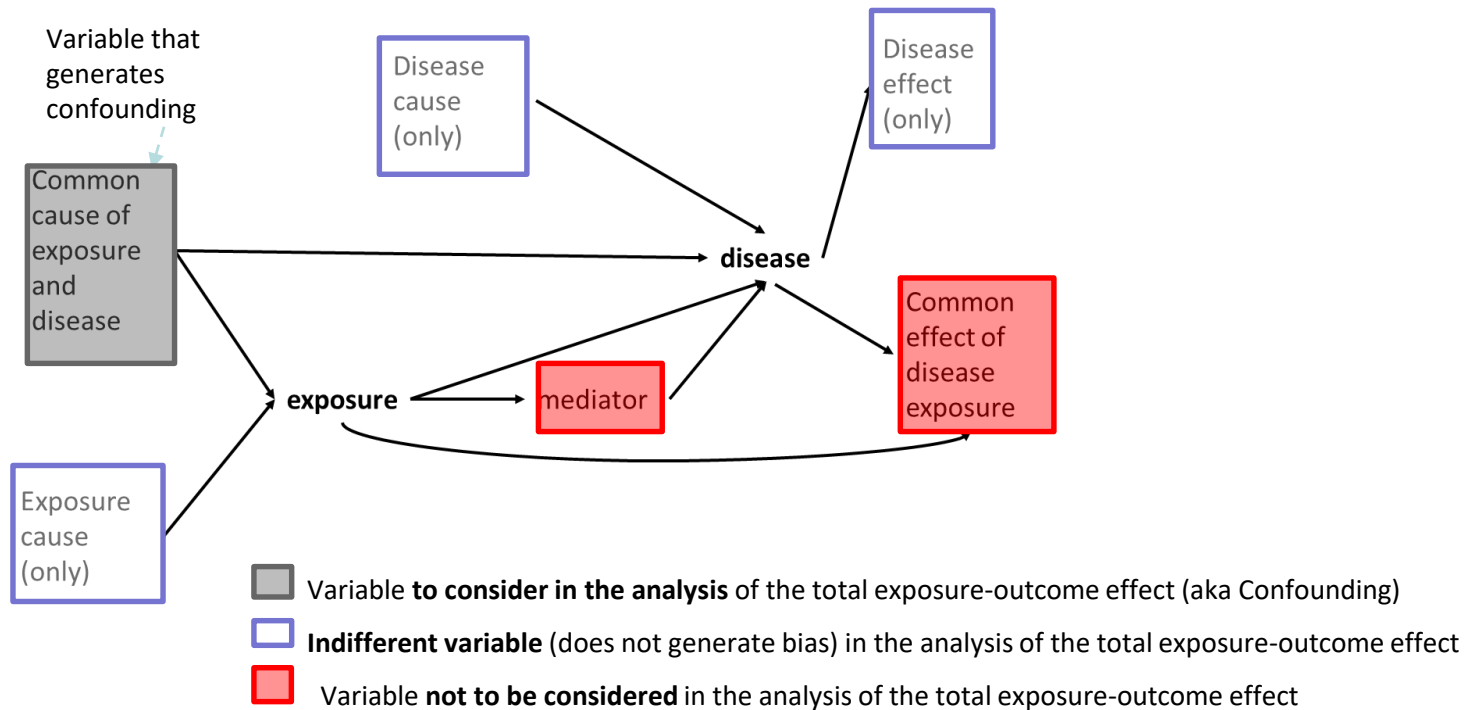 Variable that
generates
confounding
Disease
cause
(only)
Disease
effect
(only)
Common
cause of
exposure
and
disease
disease
Common
effect of
disease
exposure
exposure
mediator
Exposure
cause
(only)
Variable to consider in the analysis of the total exposure-outcome effect (aka Confounding)
Indifferent variable (does not generate bias) in the analysis of the total exposure-outcome effect
Variable not to be considered in the analysis of the total exposure-outcome effect